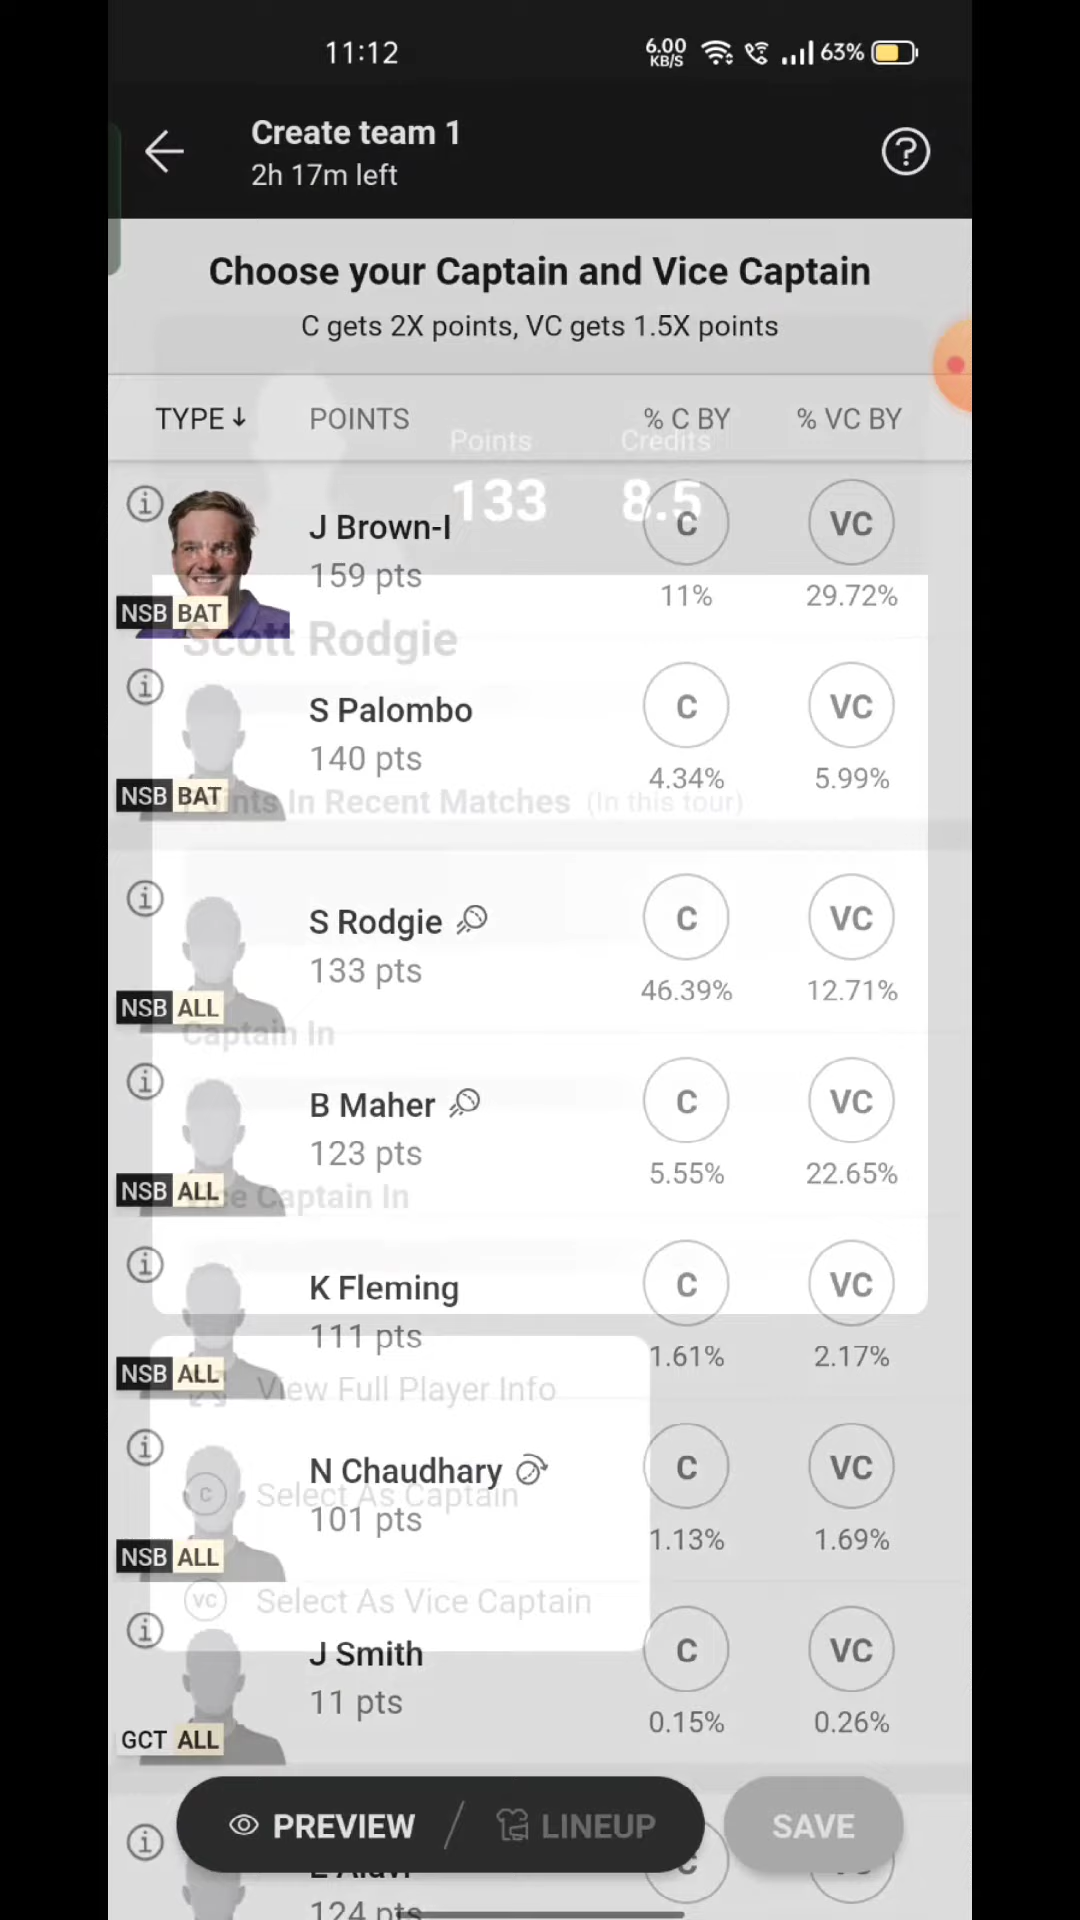 11:12
6.00 KB/S
63%
Create team 1
2h 17m left
Choose your Captain and Vice Captain
C gets 2X points, VC gets 1.5X points
TYPE↓ POINTS % C BY % VC BY
Points Credits
133 8.5
J Brown-I C VC
159 pts 11% 29.72%
NSB BAT
Scott Rodgie
S Palombo C VC
140 pts 4.34% 5.99%
NSB BAT
Points In Recent Matches (In this tour)
S Rodgie C VC
133 pts 46.39% 12.71%
NSB ALL
Captain In
B Maher C VC
123 pts 5.55% 22.65%
NSB ALL
Vice Captain In
K Fleming C VC
111 pts 1.61% 2.17%
NSB ALL
View Full Player Info
N Chaudhary C VC
C Select As Captain
101 pts 1.13% 1.69%
NSB ALL
VC Select As Vice Captain
J Smith C VC
11 pts 0.15% 0.26%
GCT ALL
PREVIEW / LINEUP SAVE
124 pts